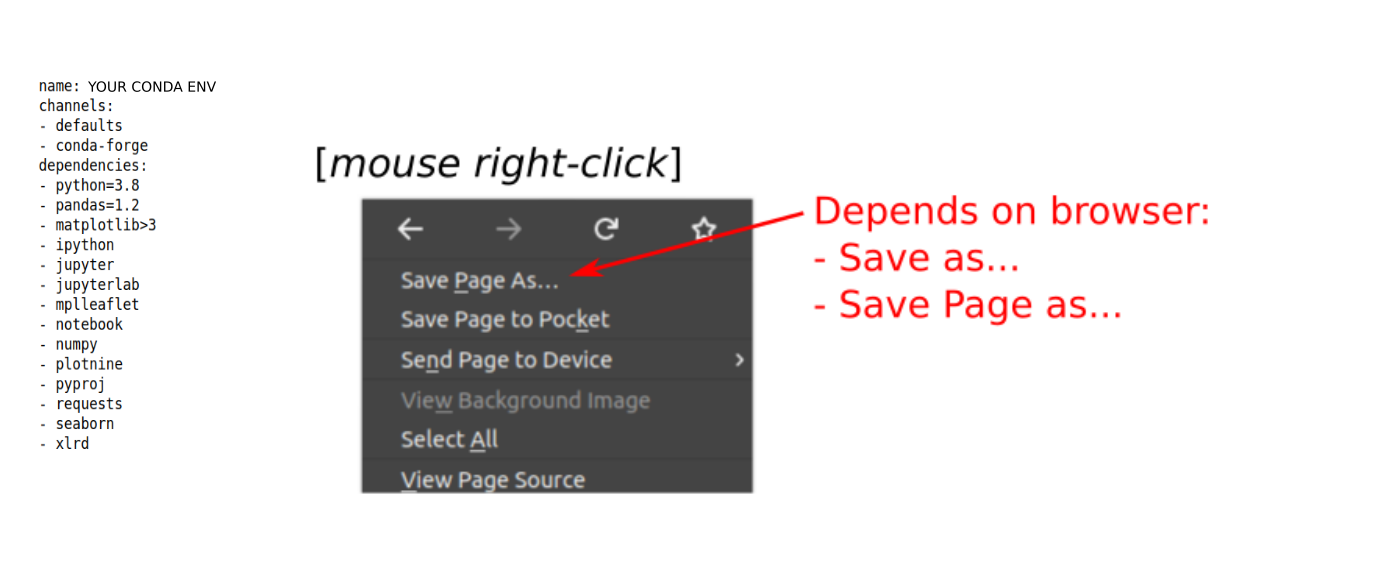 name: YOUR CONDA ENV
channels:
- defaults
- conda-forge
dependencies:
- python=3.8
- pandas=1.2
- matplotlib>3
- ipython
- jupyter
- jupyterlab
- mplleaflet
- notebook
- numpy
- plotnine
- pyproj
- requests
- seaborn
- xlrd
[mouse right-click]
Save Page As...
Save Page to Pocket
Send Page to Device
View Background Image
Select All
View Page Source
Depends on browser:
- Save as...
- Save Page as...